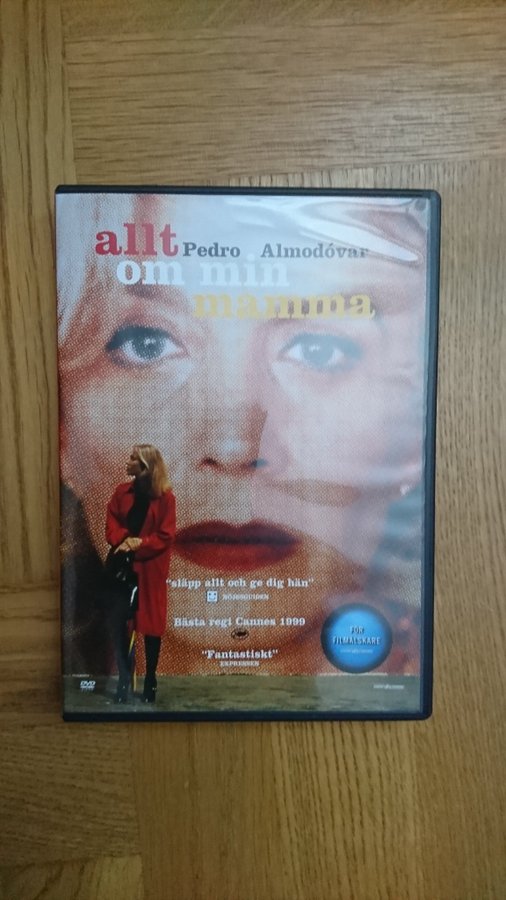 allt
Pedro Almodóvar
om min
mamma
"släpp allt och ge dig hän"
NÖJESGUIDEN
Bästa regi Cannes 1999
"Fantastiskt"
EXPRESSEN
FÖR
FILMÄLSKARE
DVD